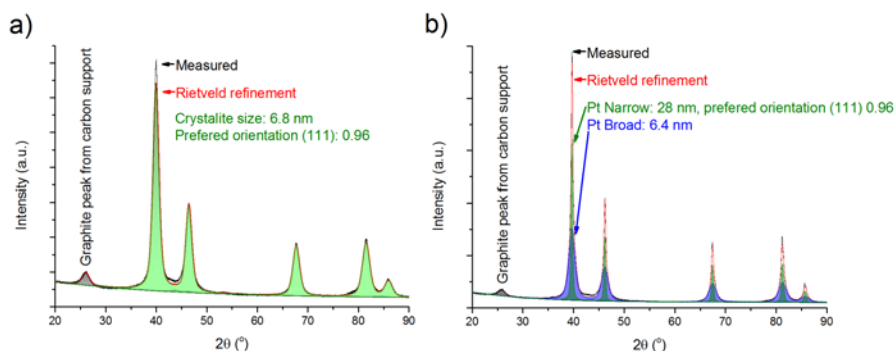 a)
Graphite peak from carbon support
Measured
Rietveld refinement
Crystalite size: 6.8 nm
Prefered orientation (111): 0.96
Intensity (a.u.)
20 30 40 50 60 70 80 90
2θ (°)
b)
Graphite peak from carbon support
Measured
Rietveld refinement
Pt Narrow: 28 nm, prefered orientation (111) 0.96
Pt Broad: 6.4 nm
Intensity (a.u.)
20 30 40 50 60 70 80 90
2θ (°)